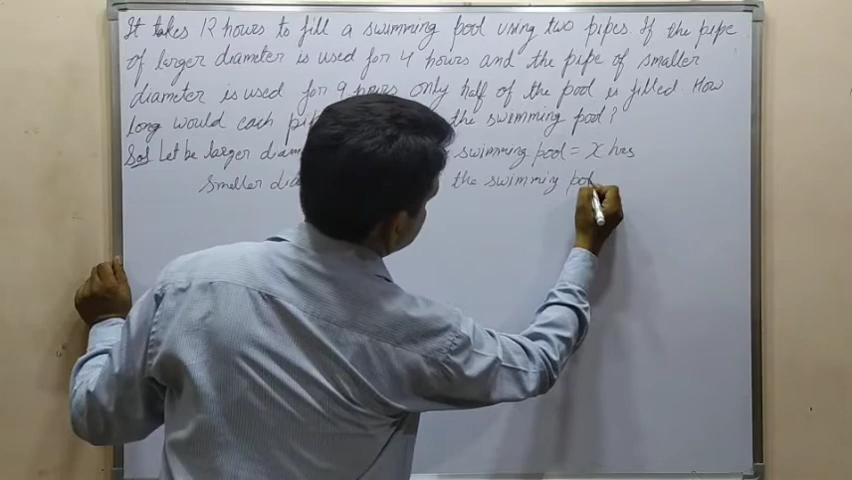 It takes 12 hours to fill a swimming pool using two pipes. If the pipe
of larger diameter is used for 4 hours and the pipe of smaller
diameter is used for 9 hours only half of the pool is filled. How
long would each the swimming pool?
Sol Let be larger swimming pool = x hrs
Smaller the swimming